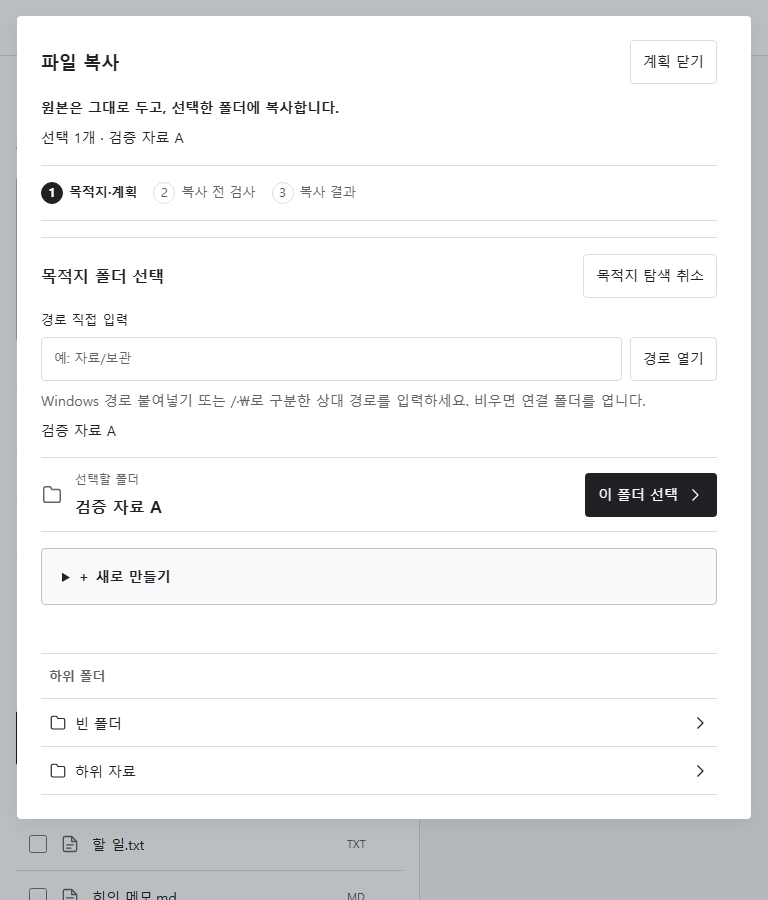 파일 복사
계획 닫기
원본은 그대로 두고, 선택한 폴더에 복사합니다.
선택 1개 · 검증 자료 A
1 목적지·계획 2 복사 전 검사 3 복사 결과
목적지 폴더 선택
목적지 탐색 취소
경로 직접 입력
예: 자료/보관
경로 열기
Windows 경로 붙여넣기 또는 /·₩로 구분한 상대 경로를 입력하세요. 비우면 연결 폴더를 엽니다.
검증 자료 A
선택할 폴더
검증 자료 A
이 폴더 선택
+ 새로 만들기
하위 폴더
빈 폴더
하위 자료
할 일.txt TXT
회의 메모.md MD